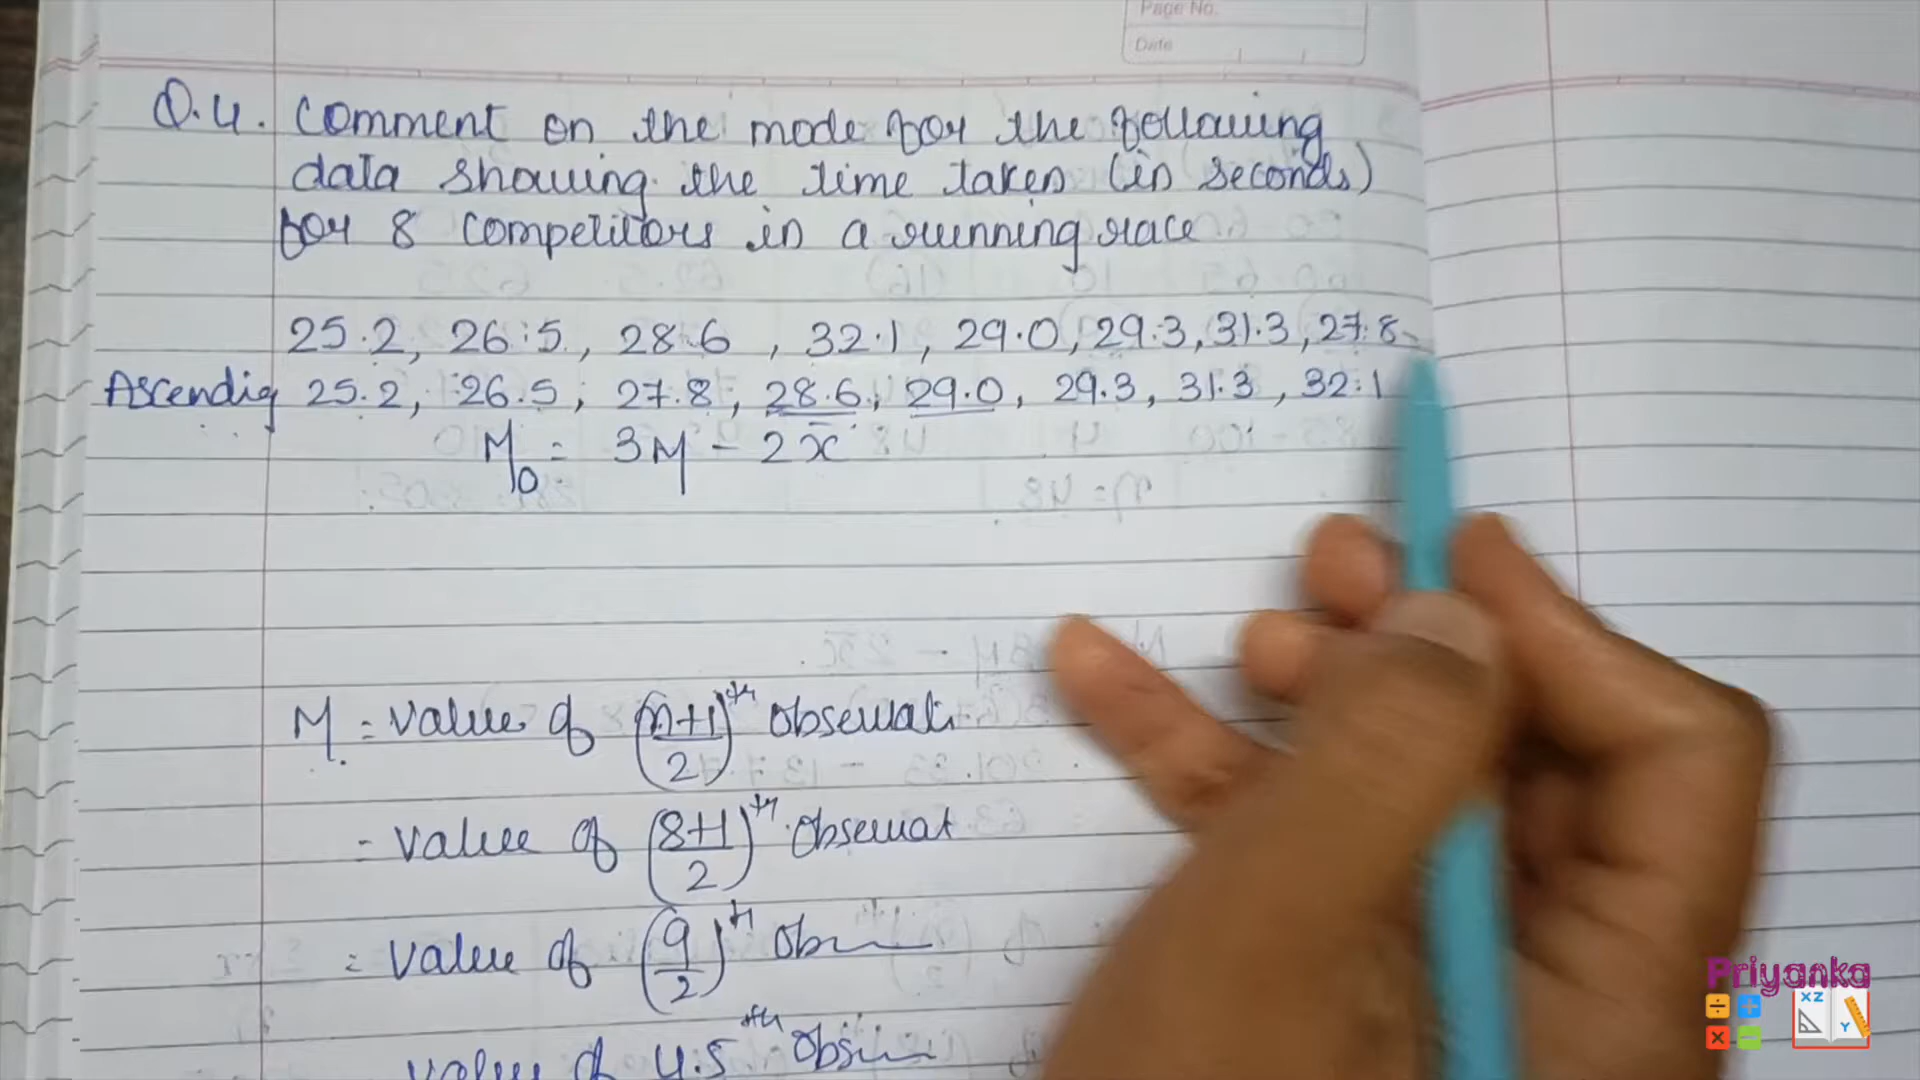 Page No.
Date
Q.4. Comment on the mode for the following
data showing the time taken (in seconds)
for 8 competitors in a running race
25.2, 26.5, 28.6, 32.1, 29.0, 29.3, 31.3, 27.8
Ascendig 25.2, 26.5, 27.8, 28.6, 29.0, 29.3, 31.3, 32.1
M₀ = 3M - 2x̄
M = Value of (n+1/2)th Observati
= Value of (8+1/2)th Observat
= Value of (9/2)th Obs
value of 4.5th Obser
Priyanka
XZ
Y